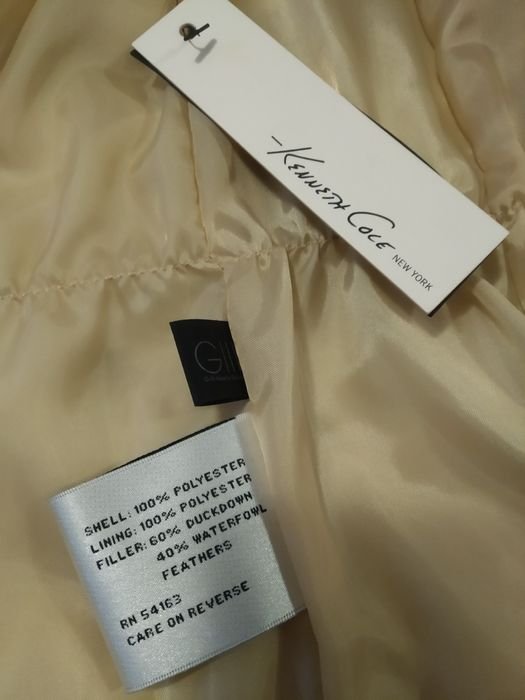 -KENNETH COLE NEW YORK
GII
SHELL: 100% POLYESTER
LINING: 100% POLYESTER
FILLER: 60% DUCKDOWN
40% WATERFOWL
FEATHERS
RN 54163
CARE ON REVERSE